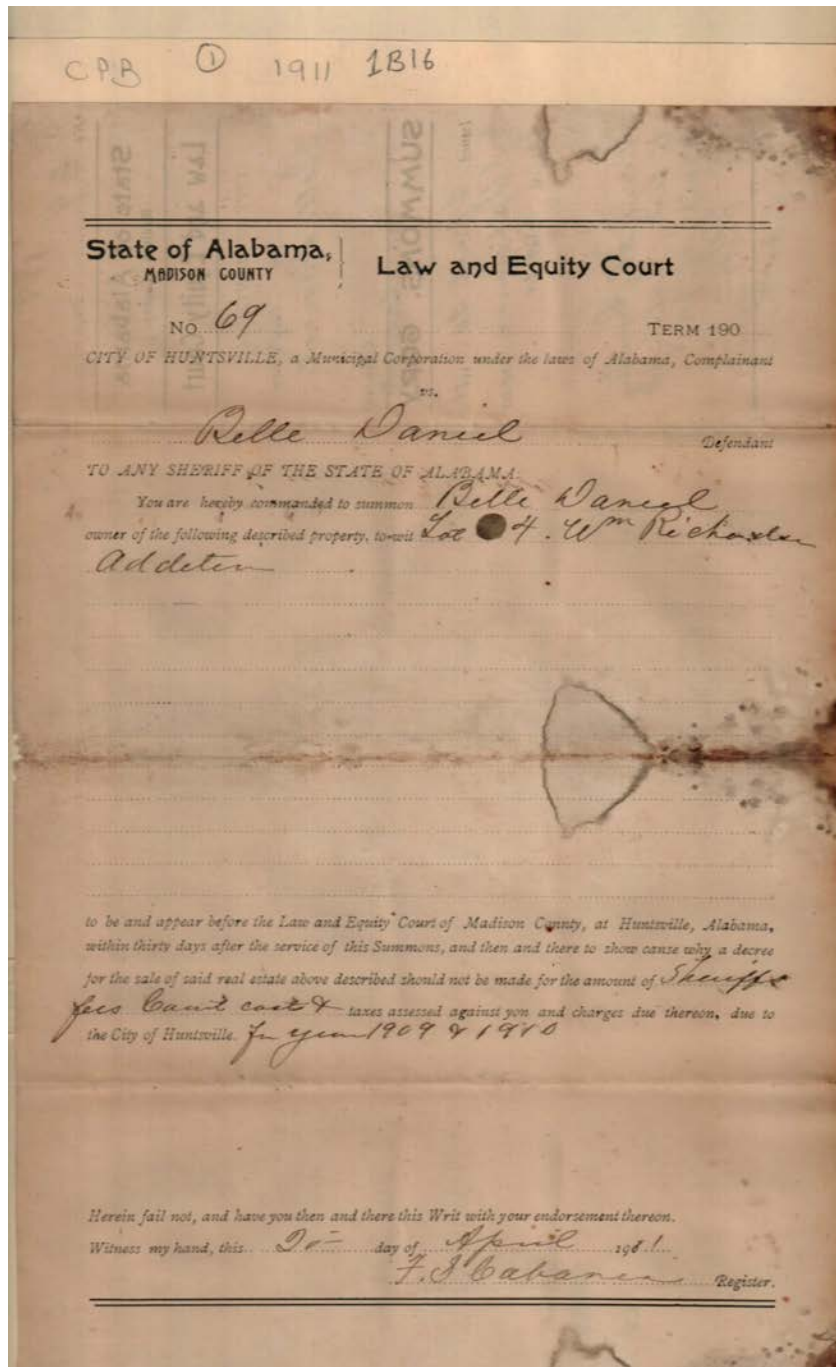 CPB ① 1911 1B16
State of Alabama,
MADISON COUNTY
Law and Equity Court
No. 69 TERM 190
CITY OF HUNTSVILLE, a Municipal Corporation under the laws of Alabama, Complainant
vs.
Belle Daniel Defendant
TO ANY SHERIFF OF THE STATE OF ALABAMA.
You are hereby commanded to summon Belle Daniel
owner of the following described property, to-wit Lot 4. Wm Richardson
Addition
to be and appear before the Law and Equity Court of Madison County, at Huntsville, Alabama,
within thirty days after the service of this Summons, and then and there to show cause why a decree
for the sale of said real estate above described should not be made for the amount of Sheriffs
fees Court cost & taxes assessed against you and charges due thereon, due to
the City of Huntsville. for year 1909 & 1910
Herein fail not, and have you then and there this Writ with your endorsement thereon.
Witness my hand, this day of April 1911
F. J. Cabaniss Register.